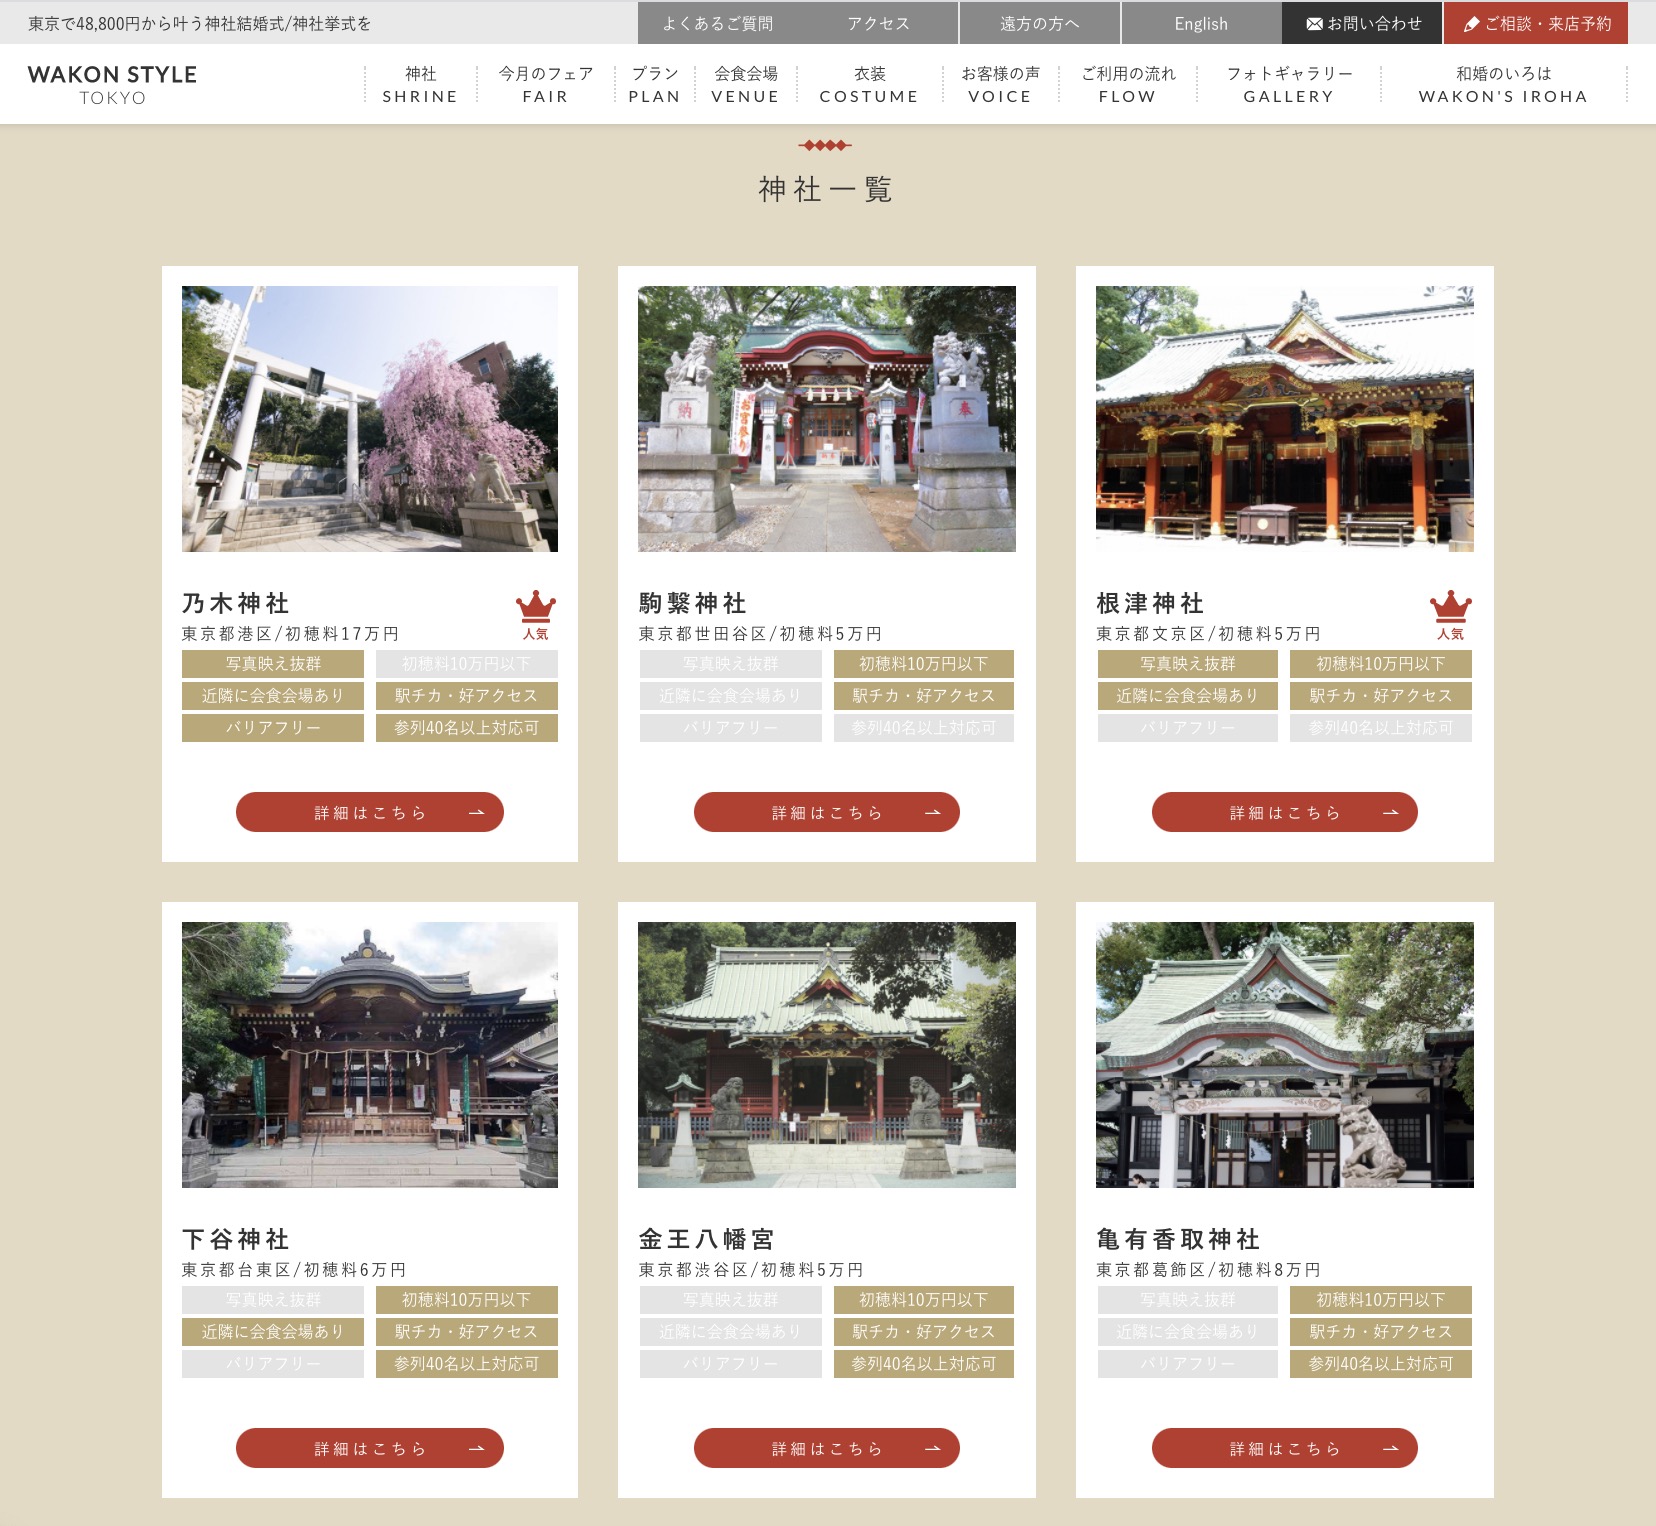 東京で48,800円から叶う神社結婚式/神社挙式を
よくあるご質問
アクセス
遠方の方へ
English
お問い合わせ
ご相談・来店予約
WAKON STYLE
TOKYO
神社
SHRINE
今月のフェア
FAIR
プラン
PLAN
会食会場
VENUE
衣装
COSTUME
お客様の声
VOICE
ご利用の流れ
FLOW
フォトギャラリー
GALLERY
和婚のいろは
WAKON'S IROHA
神社一覧
納
お宮参り
奉
乃木神社
人気
東京都港区/初穂料17万円
写真映え抜群
初穂料10万円以下
近隣に会食会場あり
駅チカ・好アクセス
バリアフリー
参列40名以上対応可
詳細はこちら
駒繋神社
東京都世田谷区/初穂料5万円
写真映え抜群
初穂料10万円以下
近隣に会食会場あり
駅チカ・好アクセス
バリアフリー
参列40名以上対応可
詳細はこちら
根津神社
人気
東京都文京区/初穂料5万円
写真映え抜群
初穂料10万円以下
近隣に会食会場あり
駅チカ・好アクセス
バリアフリー
参列40名以上対応可
詳細はこちら
下谷神社
東京都台東区/初穂料6万円
写真映え抜群
初穂料10万円以下
近隣に会食会場あり
駅チカ・好アクセス
バリアフリー
参列40名以上対応可
詳細はこちら
金王八幡宮
東京都渋谷区/初穂料5万円
写真映え抜群
初穂料10万円以下
近隣に会食会場あり
駅チカ・好アクセス
バリアフリー
参列40名以上対応可
詳細はこちら
亀有香取神社
東京都葛飾区/初穂料8万円
写真映え抜群
初穂料10万円以下
近隣に会食会場あり
駅チカ・好アクセス
バリアフリー
参列40名以上対応可
詳細はこちら